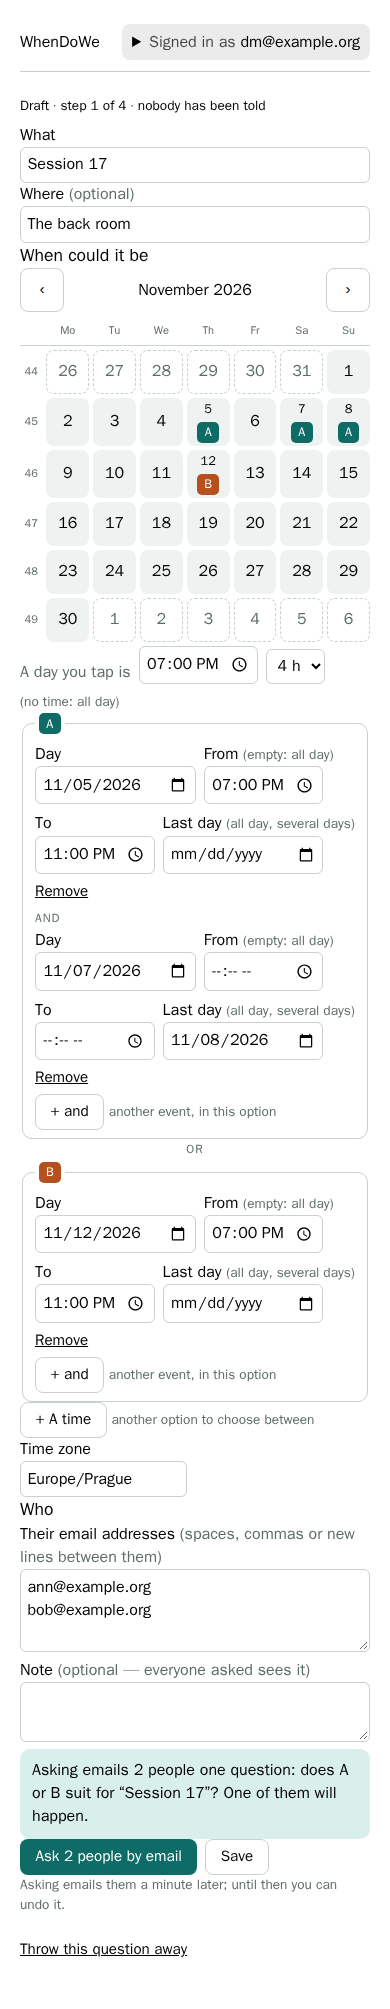 WhenDoWe ▶ Signed in as dm@example.org
Draft · step 1 of 4 · nobody has been told
What
Session 17
Where (optional)
The back room
When could it be
‹ November 2026 ›
Mo Tu We Th Fr Sa Su
44 26 27 28 29 30 31 1
45 2 3 4 5 A 6 7 A 8 A
46 9 10 11 12 B 13 14 15
47 16 17 18 19 20 21 22
48 23 24 25 26 27 28 29
49 30 1 2 3 4 5 6
A day you tap is 07:00 PM 4 h
(no time: all day)
A
Day From (empty: all day)
11/05/2026 07:00 PM
To Last day (all day, several days)
11:00 PM mm/dd/yyyy
Remove
AND
Day From (empty: all day)
11/07/2026 --:-- --
To Last day (all day, several days)
--:-- -- 11/08/2026
Remove
+ and another event, in this option
OR
B
Day From (empty: all day)
11/12/2026 07:00 PM
To Last day (all day, several days)
11:00 PM mm/dd/yyyy
Remove
+ and another event, in this option
+ A time another option to choose between
Time zone
Europe/Prague
Who
Their email addresses (spaces, commas or new
lines between them)
ann@example.org
bob@example.org
Note (optional — everyone asked sees it)
Asking emails 2 people one question: does A
or B suit for “Session 17”? One of them will
happen.
Ask 2 people by email Save
Asking emails them a minute later; until then you can
undo it.
Throw this question away